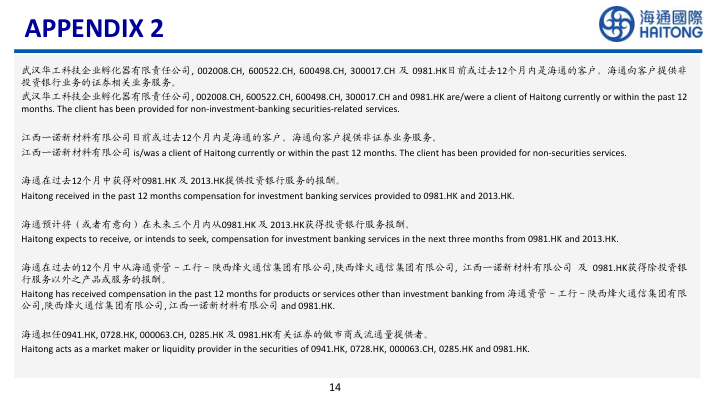 APPENDIX 2
海通國際
HAITONG
武汉华工科技企业孵化器有限责任公司, 002008.CH, 600522.CH, 600498.CH, 300017.CH 及 0981.HK目前或过去12个月内是海通的客户。海通向客户提供非
投资银行业务的证券相关业务服务。
武汉华工科技企业孵化器有限责任公司, 002008.CH, 600522.CH, 600498.CH, 300017.CH and 0981.HK are/were a client of Haitong currently or within the past 12
months. The client has been provided for non-investment-banking securities-related services.
江西一诺新材料有限公司目前或过去12个月内是海通的客户。海通向客户提供非证券业务服务。
江西一诺新材料有限公司 is/was a client of Haitong currently or within the past 12 months. The client has been provided for non-securities services.
海通在过去12个月中获得对0981.HK 及 2013.HK提供投资银行服务的报酬。
Haitong received in the past 12 months compensation for investment banking services provided to 0981.HK and 2013.HK.
海通预计将（或者有意向）在未来三个月内从0981.HK 及 2013.HK获得投资银行服务报酬。
Haitong expects to receive, or intends to seek, compensation for investment banking services in the next three months from 0981.HK and 2013.HK.
海通在过去的12个月中从海通资管－工行－陕西烽火通信集团有限公司,陕西烽火通信集团有限公司, 江西一诺新材料有限公司 及 0981.HK获得除投资银
行服务以外之产品或服务的报酬。
Haitong has received compensation in the past 12 months for products or services other than investment banking from 海通资管－工行－陕西烽火通信集团有限
公司,陕西烽火通信集团有限公司, 江西一诺新材料有限公司 and 0981.HK.
海通担任0941.HK, 0728.HK, 000063.CH, 0285.HK 及 0981.HK有关证券的做市商或流通量提供者。
Haitong acts as a market maker or liquidity provider in the securities of 0941.HK, 0728.HK, 000063.CH, 0285.HK and 0981.HK.
14